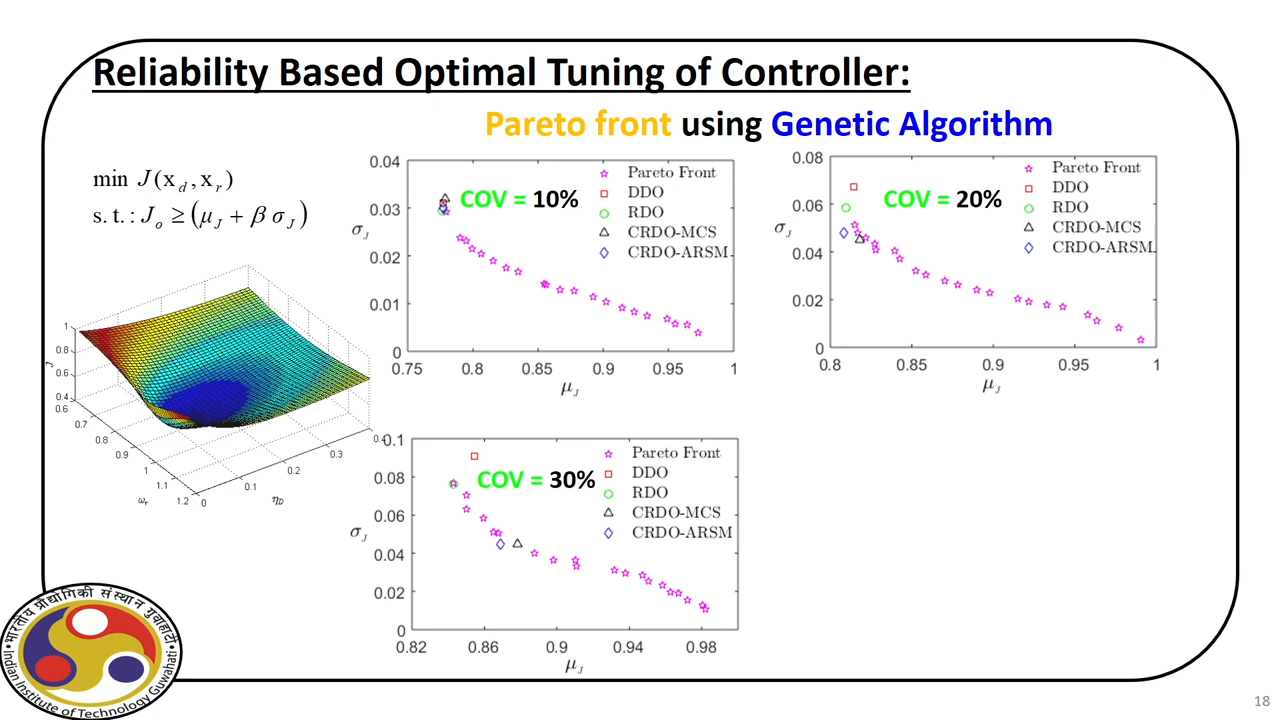 Reliability Based Optimal Tuning of Controller:
Pareto front using Genetic Algorithm
min J(x_d, x_r)
s. t. : J_o ≥ (μ_J + β σ_J)
0.04
0.03
0.02
0.01
0
σ_J
COV = 10%
Pareto Front
DDO
RDO
CRDO-MCS
CRDO-ARSM
0.75 0.8 0.85 0.9 0.95 1
μ_J
0.08
0.06
0.04
0.02
0
σ_J
COV = 20%
Pareto Front
DDO
RDO
CRDO-MCS
CRDO-ARSM
0.8 0.85 0.9 0.95 1
μ_J
1
0.8
0.6
0.4
J
0.6
0.7
0.8
0.9
1
1.1
1.2
ω_r
0
0.1
0.2
0.3
η_D
0.1
0.08
0.06
0.04
0.02
0
σ_J
COV = 30%
Pareto Front
DDO
RDO
CRDO-MCS
CRDO-ARSM
0.82 0.86 0.9 0.94 0.98
μ_J
भारतीय प्रौद्योगिकी संस्थान गुवाहाटी
Indian Institute of Technology Guwahati
18